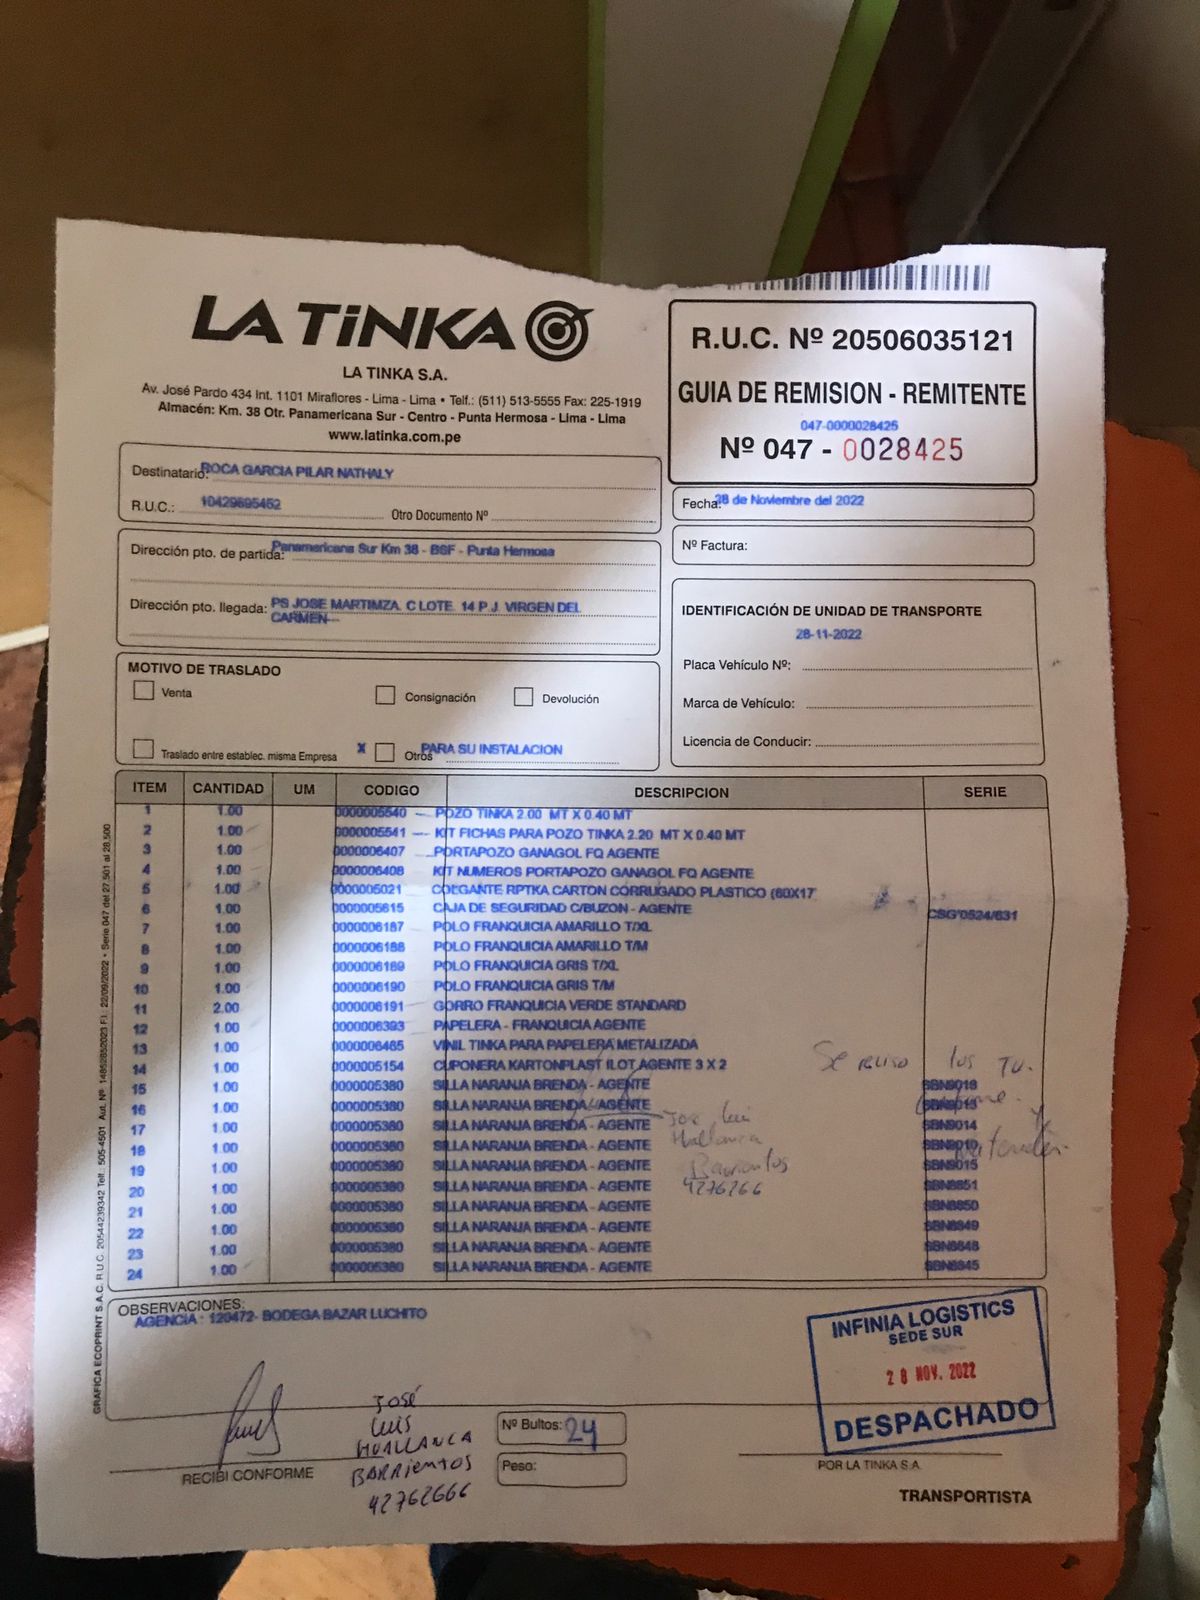 LA TiNKA
LA TINKA S.A.
Av. José Pardo 434 Int. 1101 Miraflores - Lima - Lima • Telf.: (511) 513-5555 Fax: 225-1919
Almacén: Km. 38 Otr. Panamericana Sur - Centro - Punta Hermosa - Lima - Lima
www.latinka.com.pe
R.U.C. Nº 20506035121
GUIA DE REMISION - REMITENTE
047-0000028425
Nº 047 - 0028425
Destinatario: ROCA GARCIA PILAR NATHALY
R.U.C.: 10429695452 Otro Documento Nº
Fecha: 28 de Noviembre del 2022
Nº Factura:
Dirección pto. de partida: Panamericana Sur Km 38 - BSF - Punta Hermosa
Dirección pto. llegada: PS JOSE MARTIMZA. C LOTE. 14 P.J. VIRGEN DEL
CARMEN--
IDENTIFICACIÓN DE UNIDAD DE TRANSPORTE
28-11-2022
Placa Vehículo Nº:
Marca de Vehículo:
Licencia de Conducir:
MOTIVO DE TRASLADO
Venta Consignación Devolución
Traslado entre establec. misma Empresa X Otros PARA SU INSTALACION
ITEM CANTIDAD UM CODIGO DESCRIPCION SERIE
1 1.00 0000005540 POZO TINKA 2.00 MT X 0.40 MT
2 1.00 0000005541 KIT FICHAS PARA POZO TINKA 2.20 MT X 0.40 MT
3 1.00 0000006407 PORTAPOZO GANAGOL FQ AGENTE
4 1.00 0000006408 KIT NUMEROS PORTAPOZO GANAGOL FQ AGENTE
5 1.00 0000005021 COLGANTE RPTKA CARTON CORRUGADO PLASTICO (60X17
6 1.00 0000005615 CAJA DE SEGURIDAD C/BUZON - AGENTE CSG'0524/631
7 1.00 0000006187 POLO FRANQUICIA AMARILLO T/XL
8 1.00 0000006188 POLO FRANQUICIA AMARILLO T/M
9 1.00 0000006189 POLO FRANQUICIA GRIS T/XL
10 1.00 0000006190 POLO FRANQUICIA GRIS T/M
11 2.00 0000006191 GORRO FRANQUICIA VERDE STANDARD
12 1.00 0000006393 PAPELERA - FRANQUICIA AGENTE
13 1.00 0000006465 VINIL TINKA PARA PAPELERA METALIZADA
14 1.00 0000005154 CUPONERA KARTONPLAST ILOT AGENTE 3 X 2
15 1.00 0000005380 SILLA NARANJA BRENDA - AGENTE SBN9018
16 1.00 0000005380 SILLA NARANJA BRENDA - AGENTE SBN9013
17 1.00 0000005380 SILLA NARANJA BRENDA - AGENTE SBN9014
18 1.00 0000005380 SILLA NARANJA BRENDA - AGENTE SBN9010
19 1.00 0000005380 SILLA NARANJA BRENDA - AGENTE SBN9015
20 1.00 0000005380 SILLA NARANJA BRENDA - AGENTE SBN8851
21 1.00 0000005380 SILLA NARANJA BRENDA - AGENTE SBN8850
22 1.00 0000005380 SILLA NARANJA BRENDA - AGENTE SBN8849
23 1.00 0000005380 SILLA NARANJA BRENDA - AGENTE SBN8848
24 1.00 0000005380 SILLA NARANJA BRENDA - AGENTE SBN8845
Jose Luis
Huallanca
Barrientos
4276266
OBSERVACIONES:
AGENCIA : 120472- BODEGA BAZAR LUCHITO
INFINIA LOGISTICS
SEDE SUR
28 NOV. 2022
DESPACHADO
JOSÉ
LUIS
HUALLANCA
BARRIENTOS
42762666
RECIBI CONFORME
Nº Bultos: 24
Peso:
POR LA TINKA S.A.
TRANSPORTISTA
GRAFICA ECOPRINT S.A.C. R.U.C. 20544239342 Telf.: 505-4501 Aut. Nº. 14852852023 F.I.: 22/09/2022 • Serie 047 del 27,501 al 28,500